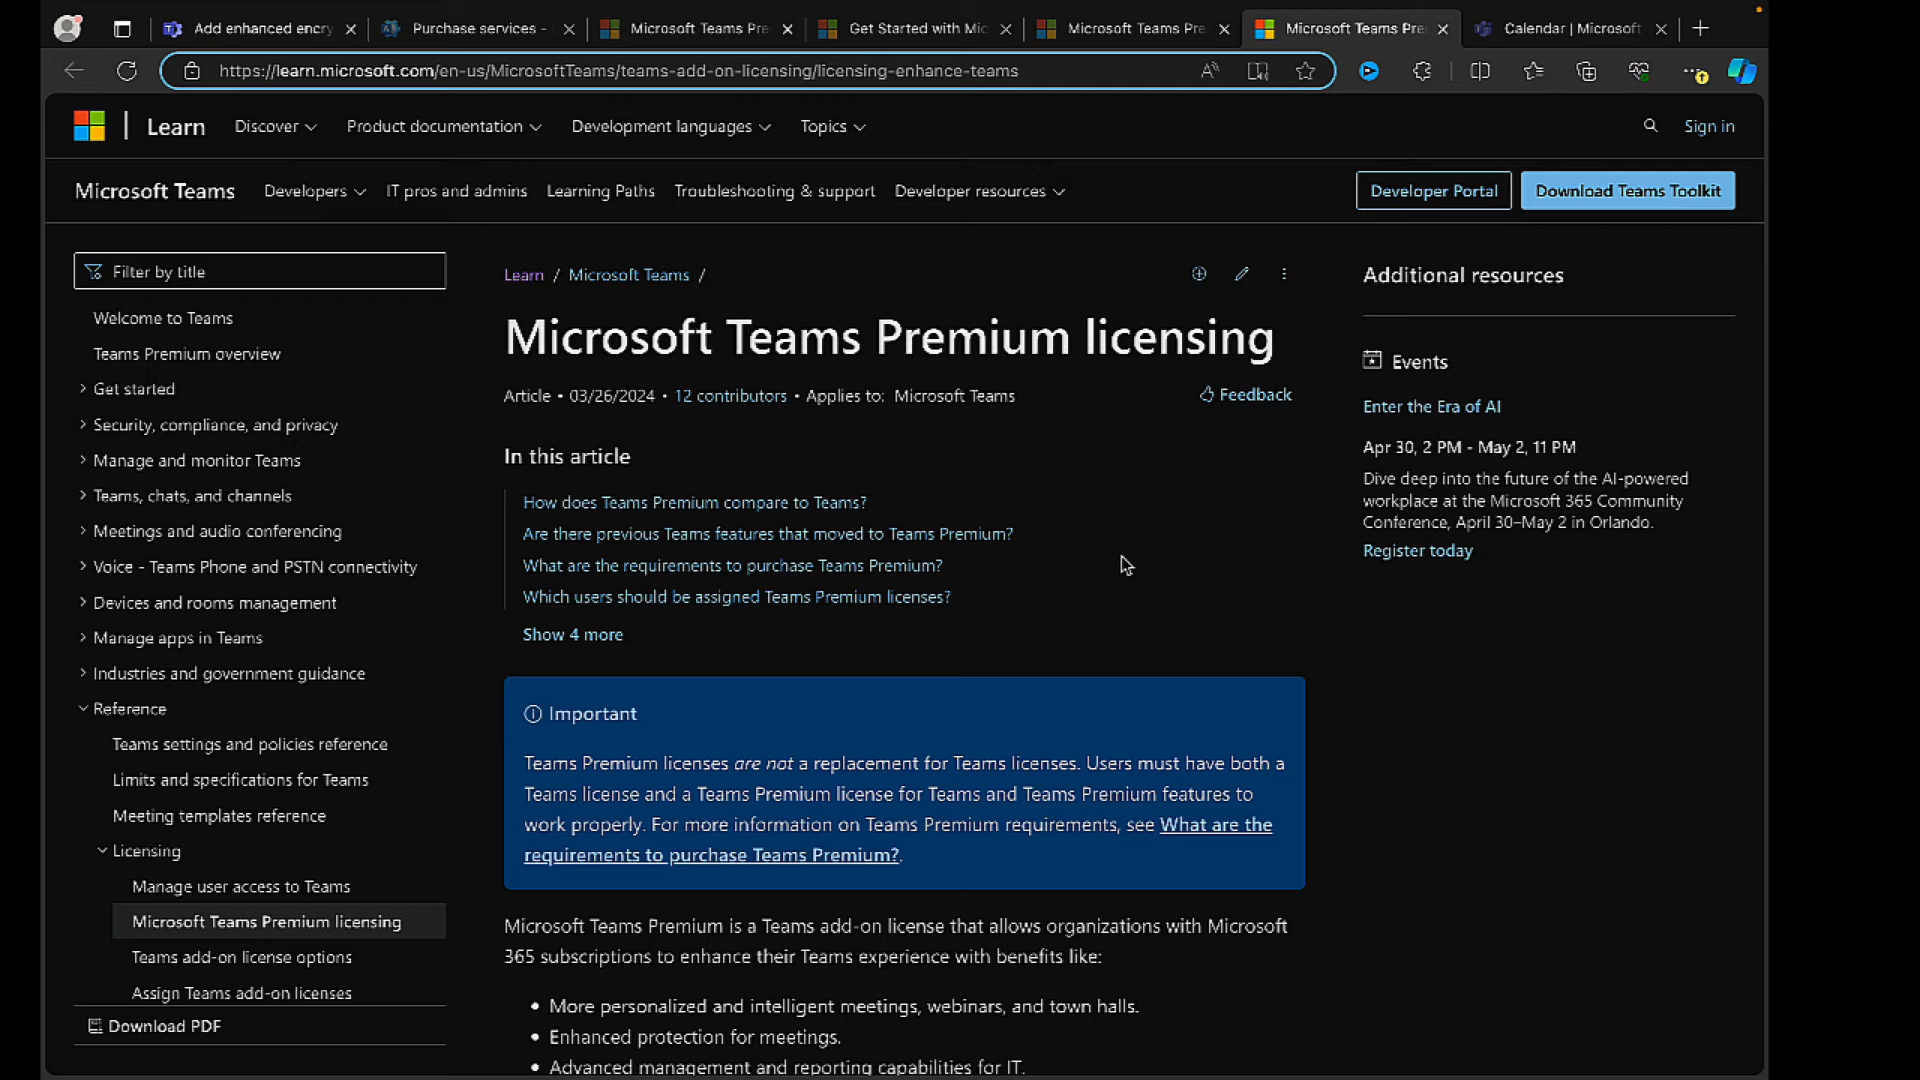 Add enhanced encry
Purchase services -
Microsoft Teams Pre
Get Started with Mic
Microsoft Teams Pre
Microsoft Teams Pre
Calendar | Microsoft
https://learn.microsoft.com/en-us/MicrosoftTeams/teams-add-on-licensing/licensing-enhance-teams
Learn
Discover
Product documentation
Development languages
Topics
Sign in
Microsoft Teams
Developers
IT pros and admins
Learning Paths
Troubleshooting & support
Developer resources
Developer Portal
Download Teams Toolkit
Filter by title
Welcome to Teams
Teams Premium overview
Get started
Security, compliance, and privacy
Manage and monitor Teams
Teams, chats, and channels
Meetings and audio conferencing
Voice - Teams Phone and PSTN connectivity
Devices and rooms management
Manage apps in Teams
Industries and government guidance
Reference
Teams settings and policies reference
Limits and specifications for Teams
Meeting templates reference
Licensing
Manage user access to Teams
Microsoft Teams Premium licensing
Teams add-on license options
Assign Teams add-on licenses
Download PDF
Learn / Microsoft Teams /
Microsoft Teams Premium licensing
Article • 03/26/2024 • 12 contributors • Applies to: Microsoft Teams
Feedback
In this article
How does Teams Premium compare to Teams?
Are there previous Teams features that moved to Teams Premium?
What are the requirements to purchase Teams Premium?
Which users should be assigned Teams Premium licenses?
Show 4 more
Important
Teams Premium licenses are not a replacement for Teams licenses. Users must have both a
Teams license and a Teams Premium license for Teams and Teams Premium features to
work properly. For more information on Teams Premium requirements, see What are the
requirements to purchase Teams Premium?.
Microsoft Teams Premium is a Teams add-on license that allows organizations with Microsoft
365 subscriptions to enhance their Teams experience with benefits like:
• More personalized and intelligent meetings, webinars, and town halls.
• Enhanced protection for meetings.
• Advanced management and reporting capabilities for IT.
Additional resources
Events
Enter the Era of AI
Apr 30, 2 PM - May 2, 11 PM
Dive deep into the future of the AI-powered
workplace at the Microsoft 365 Community
Conference, April 30–May 2 in Orlando.
Register today